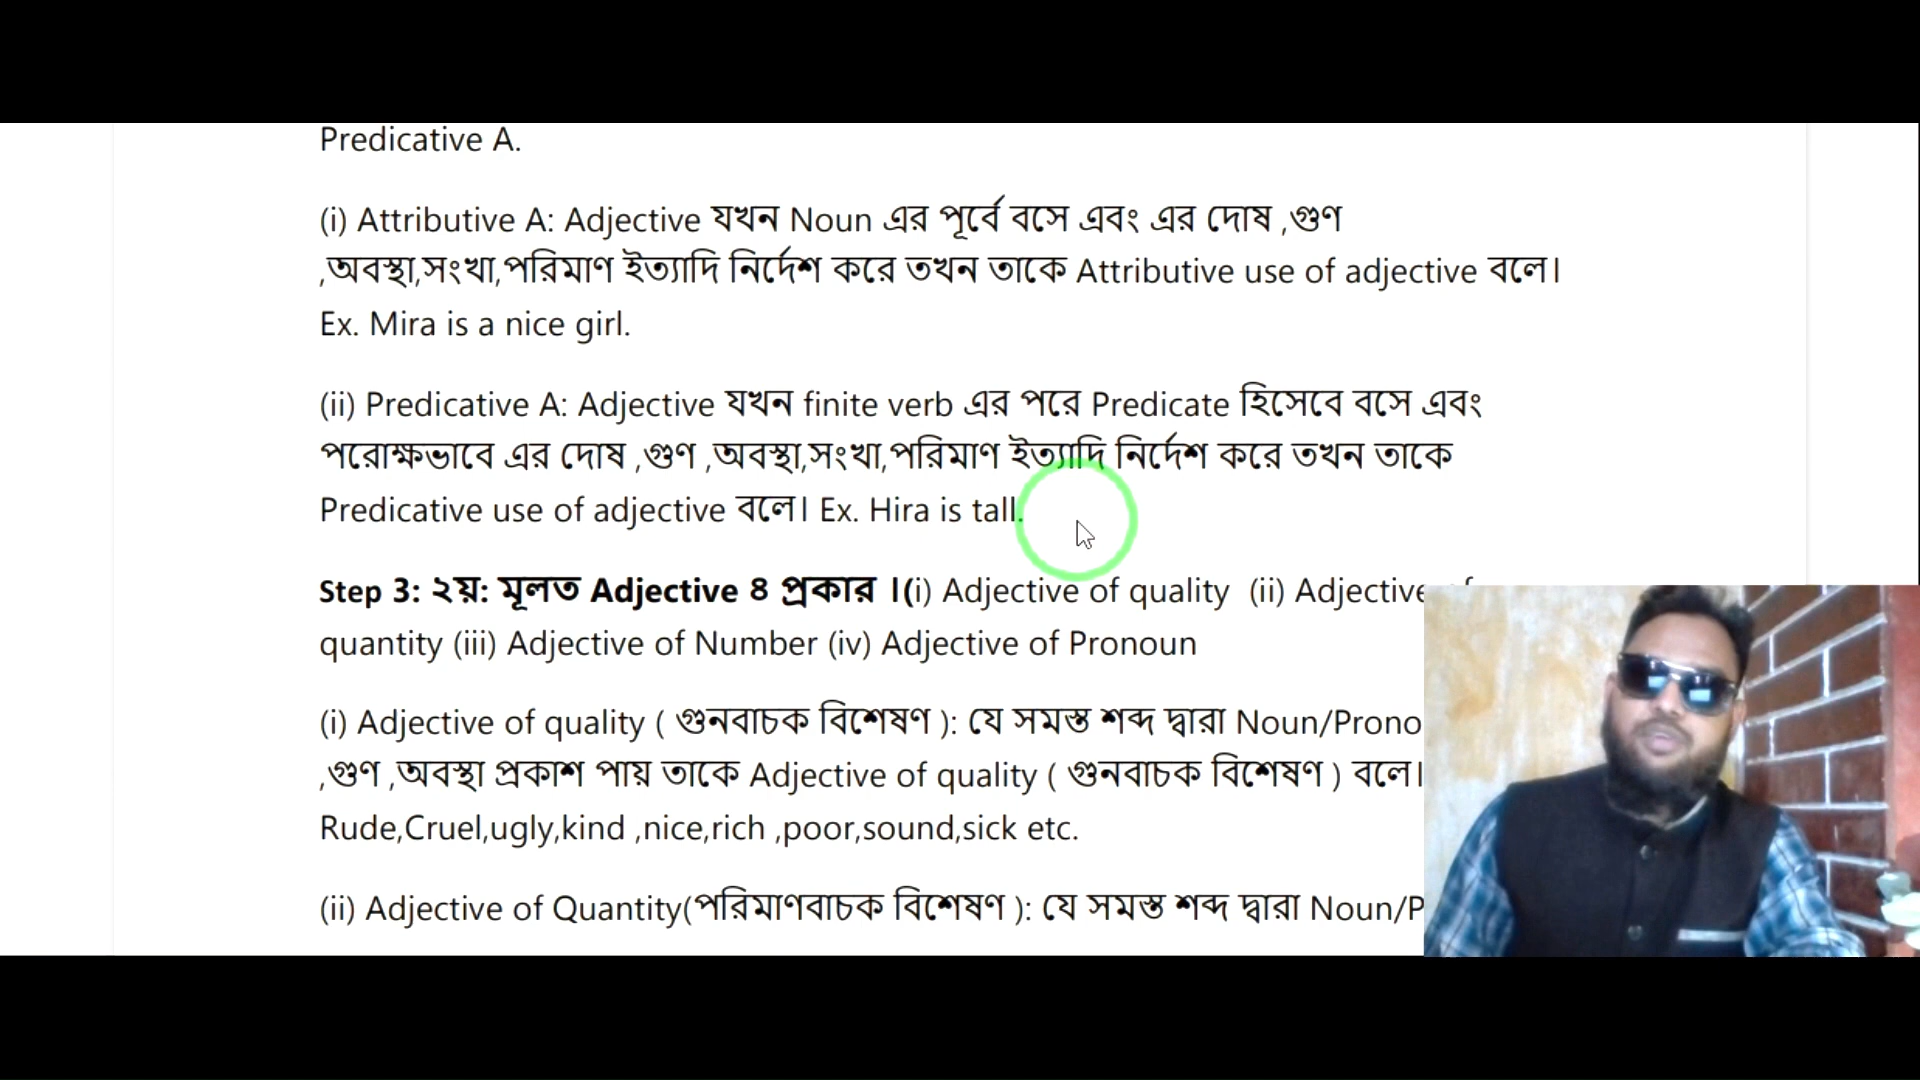 Predicative A.
(i) Attributive A: Adjective যখন Noun এর পূর্বে বসে এবং এর দোষ ,গুণ
,অবস্থা,সংখা,পরিমাণ ইত্যাদি নির্দেশ করে তখন তাকে Attributive use of adjective বলে।
Ex. Mira is a nice girl.
(ii) Predicative A: Adjective যখন finite verb এর পরে Predicate হিসেবে বসে এবং
পরোক্ষভাবে এর দোষ ,গুণ ,অবস্থা,সংখা,পরিমাণ ইত্যাদি নির্দেশ করে তখন তাকে
Predicative use of adjective বলে। Ex. Hira is tall.
Step 3: ২য়: মূলত Adjective ৪ প্রকার ।(i) Adjective of quality (ii) Adjective of
quantity (iii) Adjective of Number (iv) Adjective of Pronoun
(i) Adjective of quality ( গুনবাচক বিশেষণ ): যে সমস্ত শব্দ দ্বারা Noun/Prono
,গুণ ,অবস্থা প্রকাশ পায় তাকে Adjective of quality ( গুনবাচক বিশেষণ ) বলে।
Rude,Cruel,ugly,kind ,nice,rich ,poor,sound,sick etc.
(ii) Adjective of Quantity(পরিমাণবাচক বিশেষণ ): যে সমস্ত শব্দ দ্বারা Noun/P